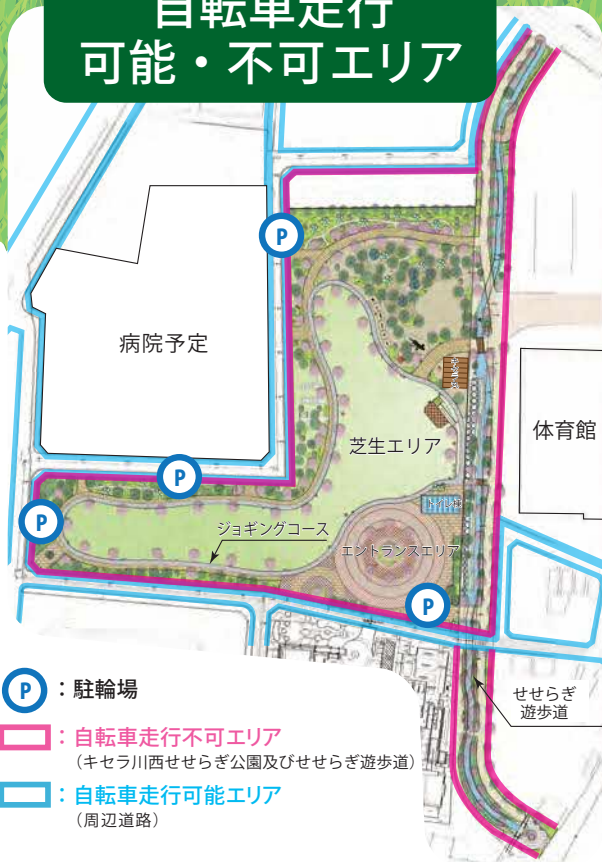 自転車走行
可能・不可エリア
P
病院予定
P
芝生エリア
体育館
P
ジョギングコース
エントランスエリア
P
せせらぎ
遊歩道
P：駐輪場
：自転車走行不可エリア
（キセラ川西せせらぎ公園及びせせらぎ遊歩道）
：自転車走行可能エリア
（周辺道路）